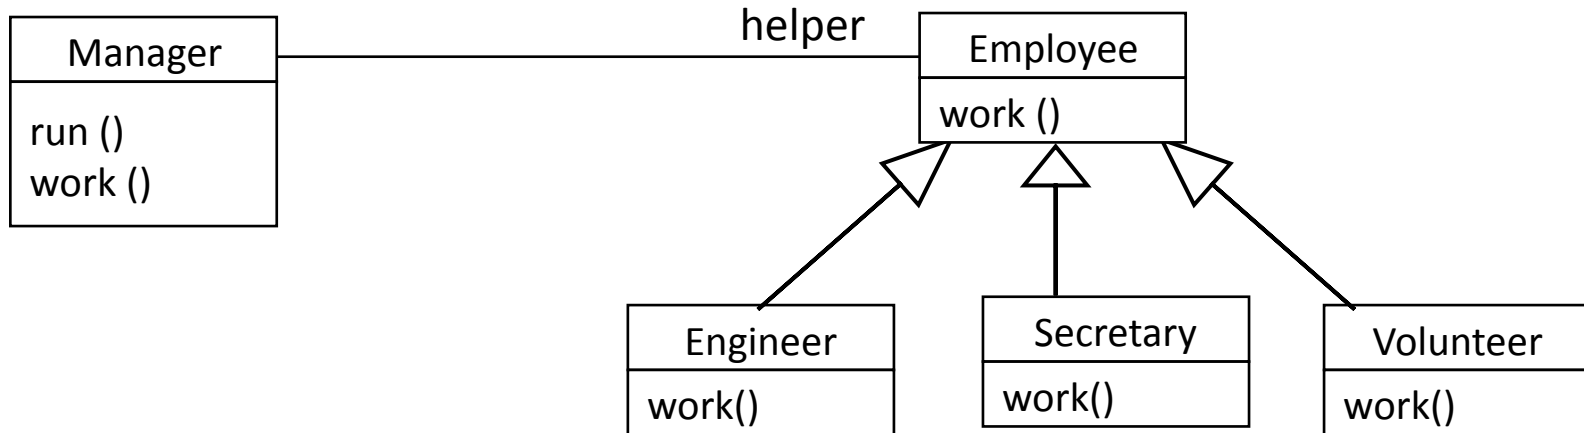 Manager
run ()
work ()
helper
Employee
work ()
Engineer
work()
Secretary
work()
Volunteer
work()